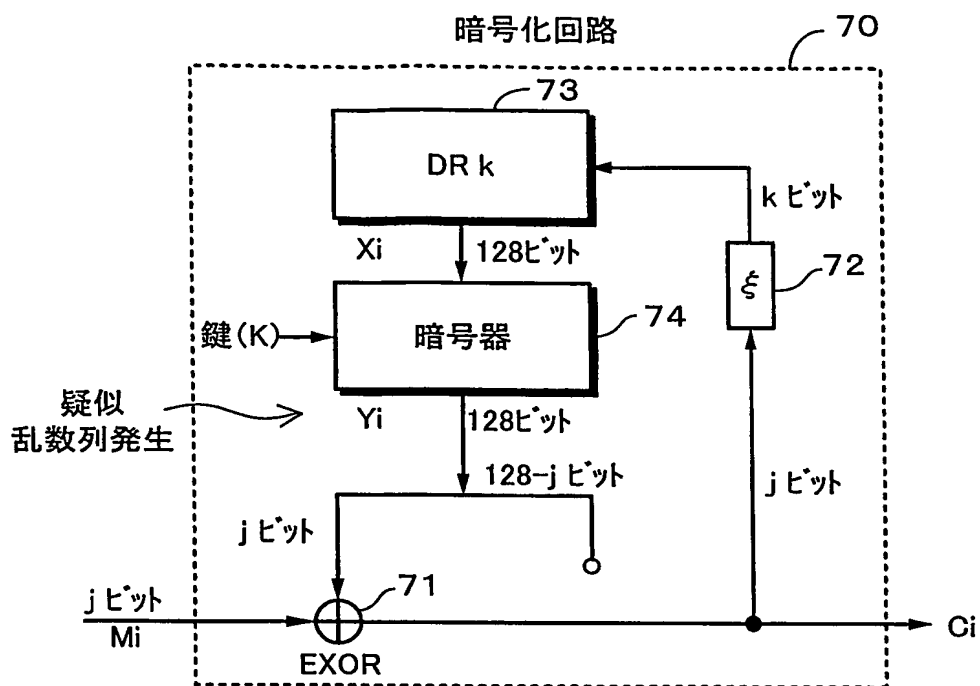 暗号化回路
70
73
DR k
k ビット
Xi
128ビット
72
ξ
鍵(K)
暗号器
74
疑似
乱数列発生
Yi
128ビット
128-j ビット
j ビット
j ビット
71
j ビット
Mi
EXOR
Ci